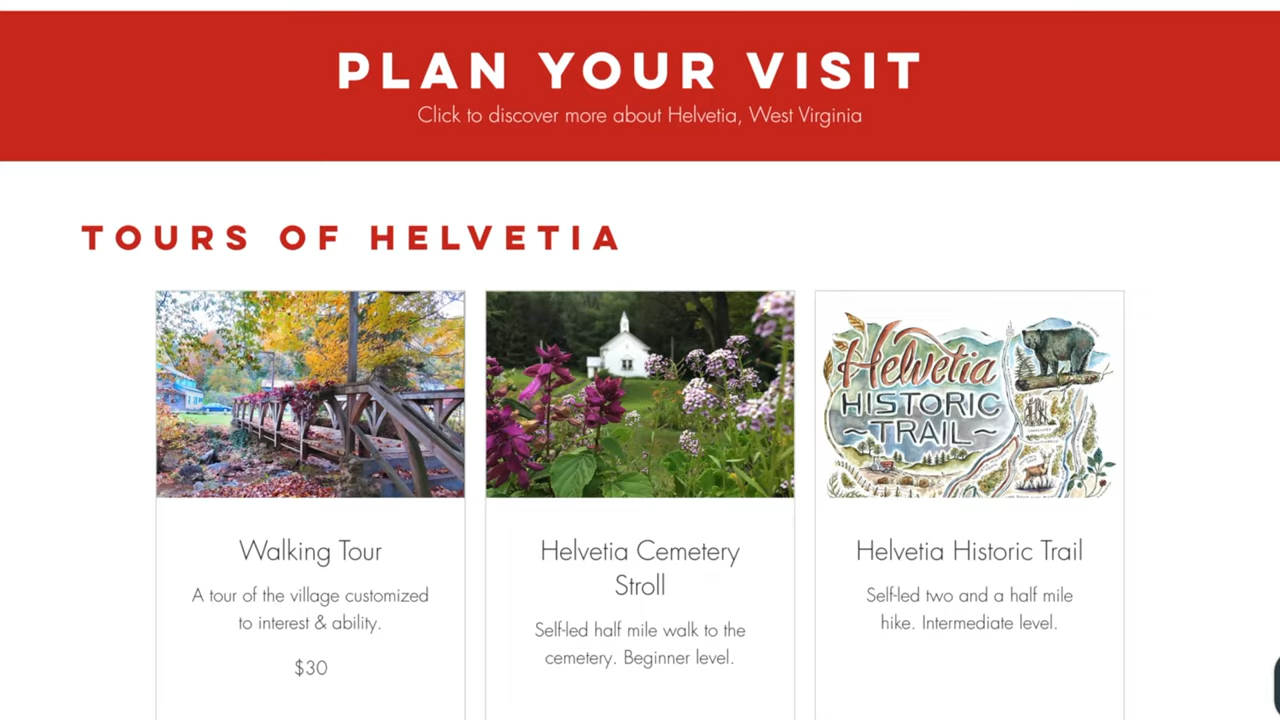 PLAN YOUR VISIT
Click to discover more about Helvetia, West Virginia
TOURS OF HELVETIA
Helvetia
HISTORIC
~TRAIL~
Walking Tour
A tour of the village customized
to interest & ability.
$30
Helvetia Cemetery
Stroll
Self-led half mile walk to the
cemetery. Beginner level.
Helvetia Historic Trail
Self-led two and a half mile
hike. Intermediate level.